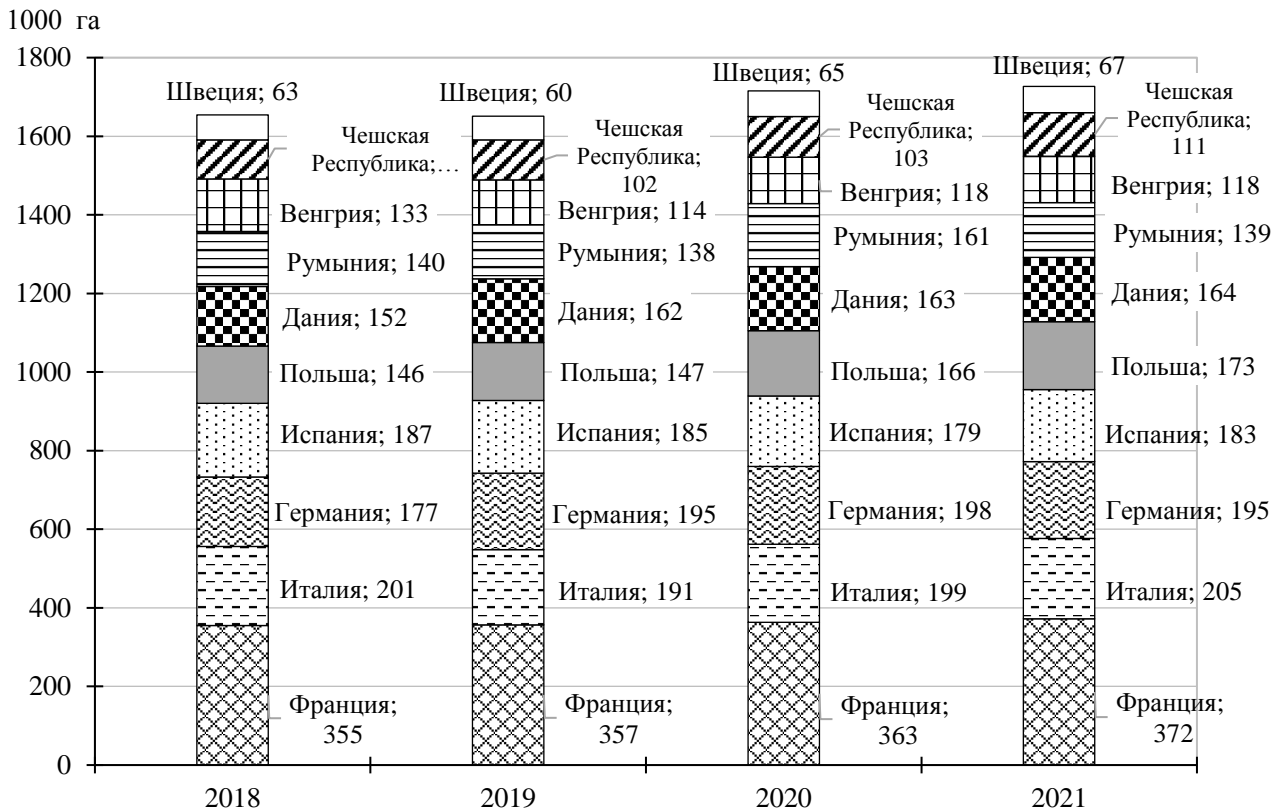 1000 га
1800
1600
1400
1200
1000
800
600
400
200
0
Швеция; 63
Чешская
Республика;...
Венгрия; 133
Румыния; 140
Дания; 152
Польша; 146
Испания; 187
Германия; 177
Италия; 201
Франция;
355
Швеция; 60
Чешская
Республика;
102
Венгрия; 114
Румыния; 138
Дания; 162
Польша; 147
Испания; 185
Германия; 195
Италия; 191
Франция;
357
Швеция; 65
Чешская
Республика;
103
Венгрия; 118
Румыния; 161
Дания; 163
Польша; 166
Испания; 179
Германия; 198
Италия; 199
Франция;
363
Швеция; 67
Чешская
Республика;
111
Венгрия; 118
Румыния; 139
Дания; 164
Польша; 173
Испания; 183
Германия; 195
Италия; 205
Франция;
372
2018
2019
2020
2021